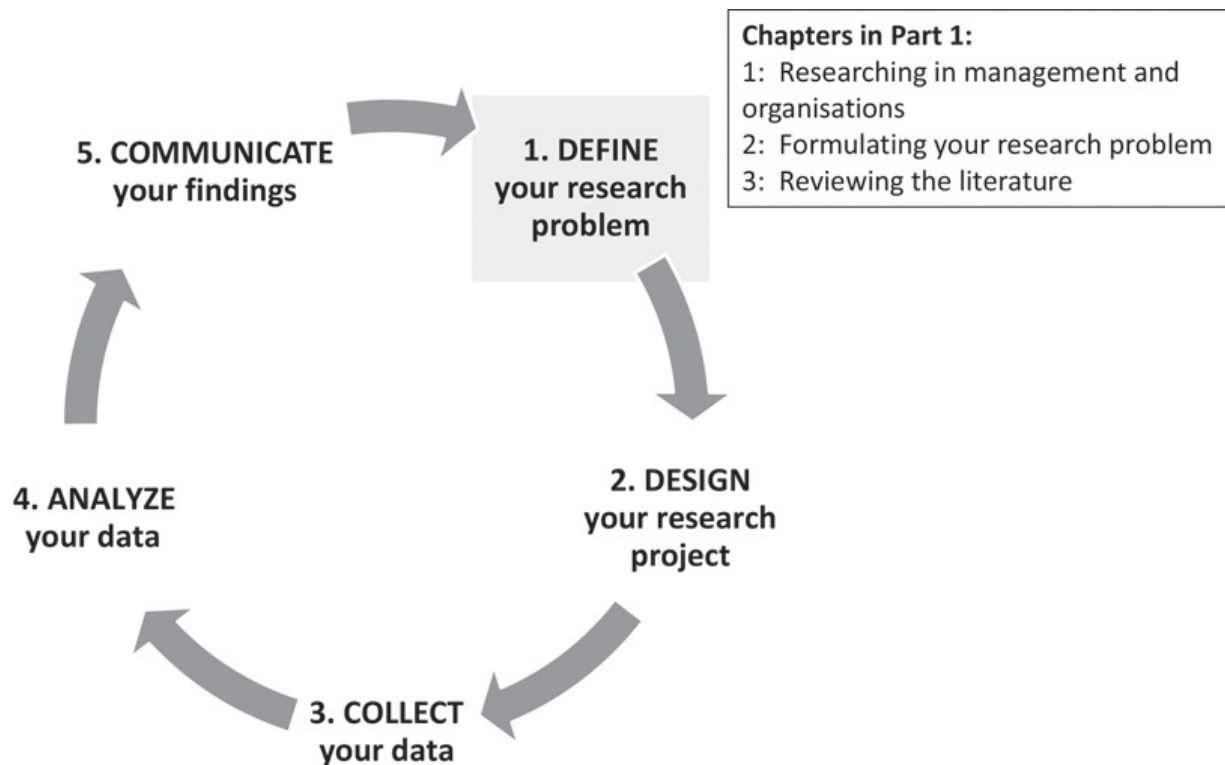 Chapters in Part 1:
1: Researching in management and
organisations
2: Formulating your research problem
3: Reviewing the literature
1. DEFINE
your research
problem
2. DESIGN
your research
project
3. COLLECT
your data
4. ANALYZE
your data
5. COMMUNICATE
your findings